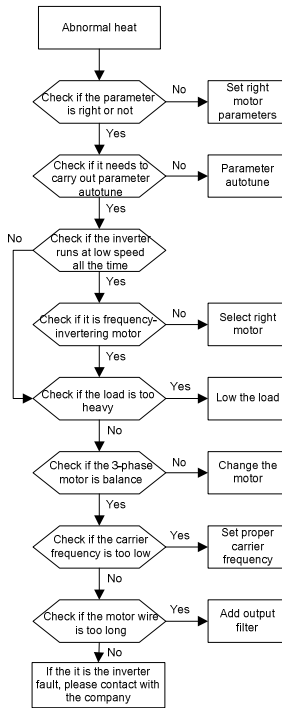 Abnormal heat
Check if the parameter
is right or not
No
Set right
motor
parameters
Yes
Check if it needs to
carry out parameter
autotune
No
Parameter
autotune
Yes
No
Check if the inverter
runs at low speed
all the time
Yes
Check if it is frequency-
invertering motor
No
Select right
motor
Yes
Check if the load is too
heavy
Yes
Low the load
No
Check if the 3-phase
motor is balance
No
Change the
motor
Yes
Check if the carrier
frequency is too low
Yes
Set proper
carrier
frequency
No
Check if the motor wire
is too long
Yes
Add output
filter
No
If the it is the inverter
fault, please contact with
the company